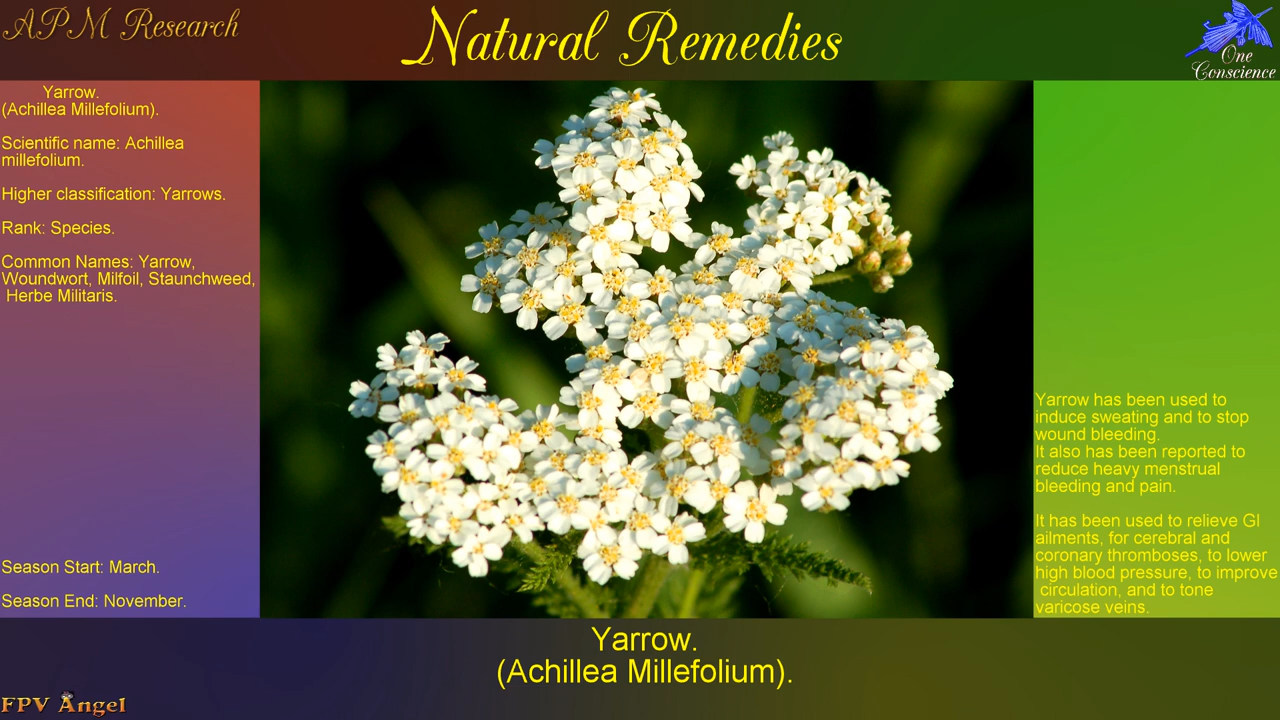 APM Research
Natural Remedies
One
Conscience
Yarrow.
(Achillea Millefolium).
Scientific name: Achillea
millefolium.
Higher classification: Yarrows.
Rank: Species.
Common Names: Yarrow,
Woundwort, Milfoil, Staunchweed,
Herbe Militaris.
Season Start: March.
Season End: November.
Yarrow has been used to
induce sweating and to stop
wound bleeding.
It also has been reported to
reduce heavy menstrual
bleeding and pain.
It has been used to relieve GI
ailments, for cerebral and
coronary thromboses, to lower
high blood pressure, to improve
circulation, and to tone
varicose veins.
Yarrow.
(Achillea Millefolium).
FPV Angel